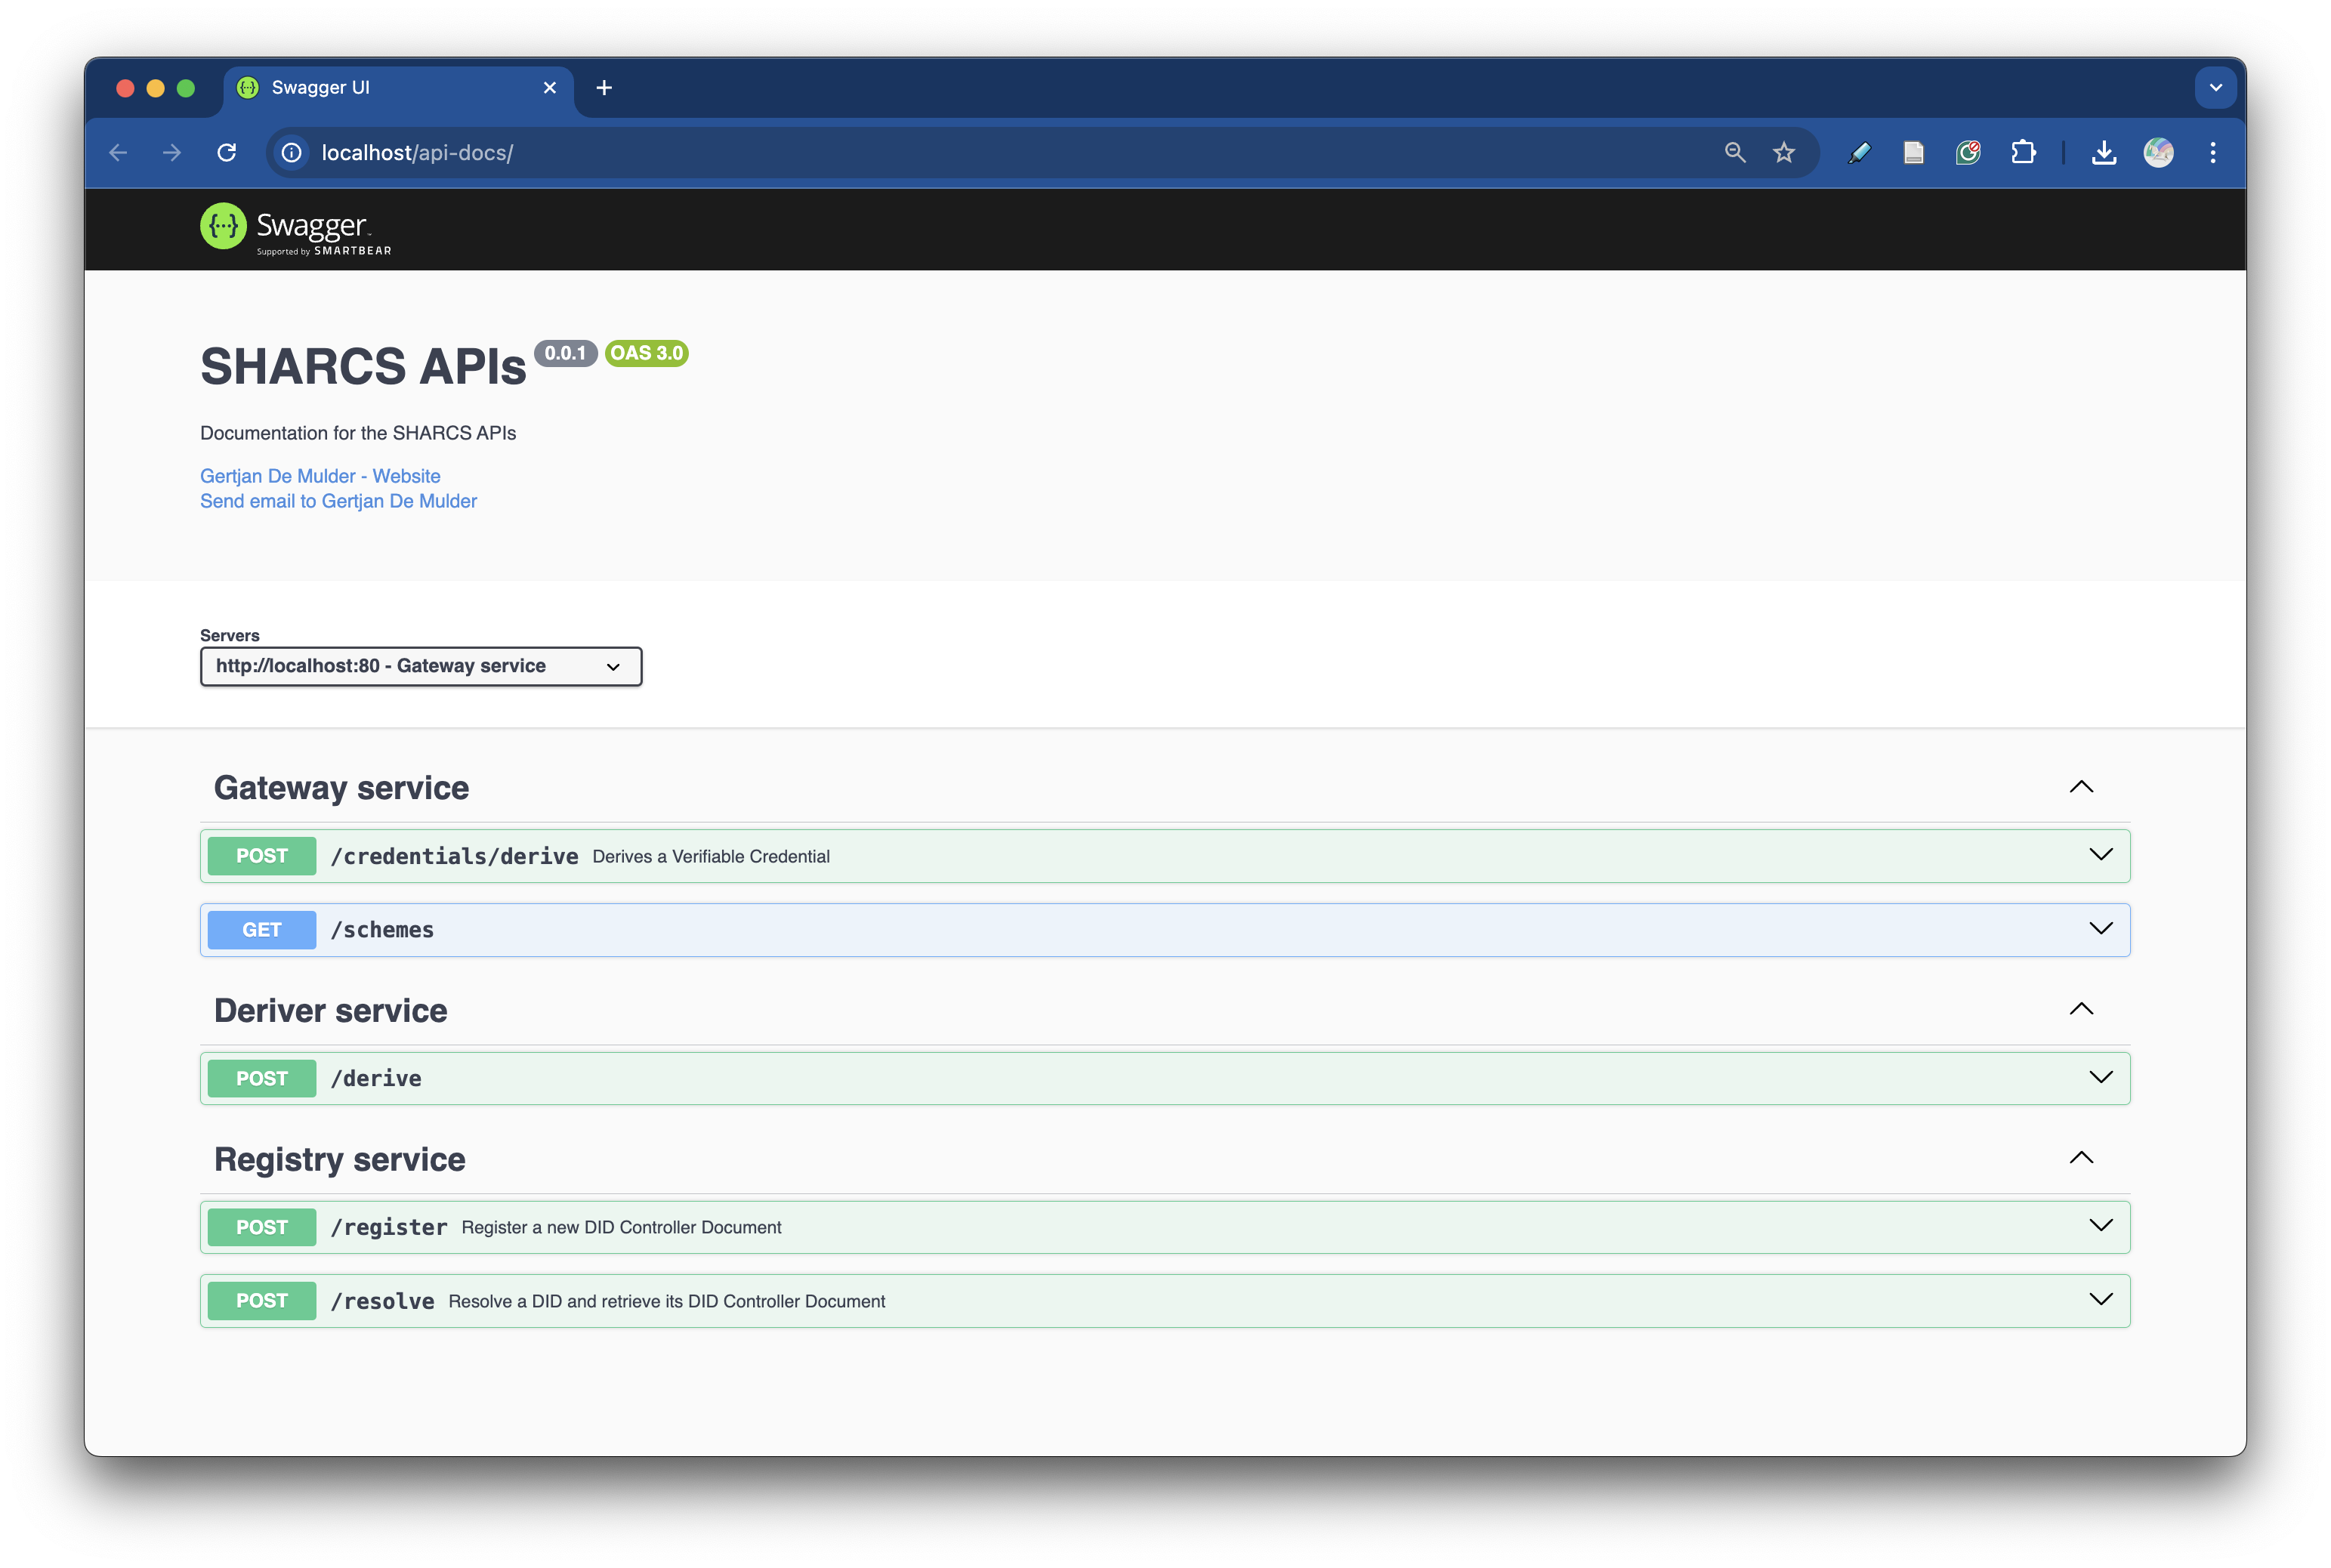 Swagger UI
localhost/api-docs/
Swagger
Supported by SMARTBEAR
SHARCS APIs 0.0.1 OAS 3.0
Documentation for the SHARCS APIs
Gertjan De Mulder - Website
Send email to Gertjan De Mulder
Servers
http://localhost:80 - Gateway service
Gateway service
POST /credentials/derive Derives a Verifiable Credential
GET /schemes
Deriver service
POST /derive
Registry service
POST /register Register a new DID Controller Document
POST /resolve Resolve a DID and retrieve its DID Controller Document